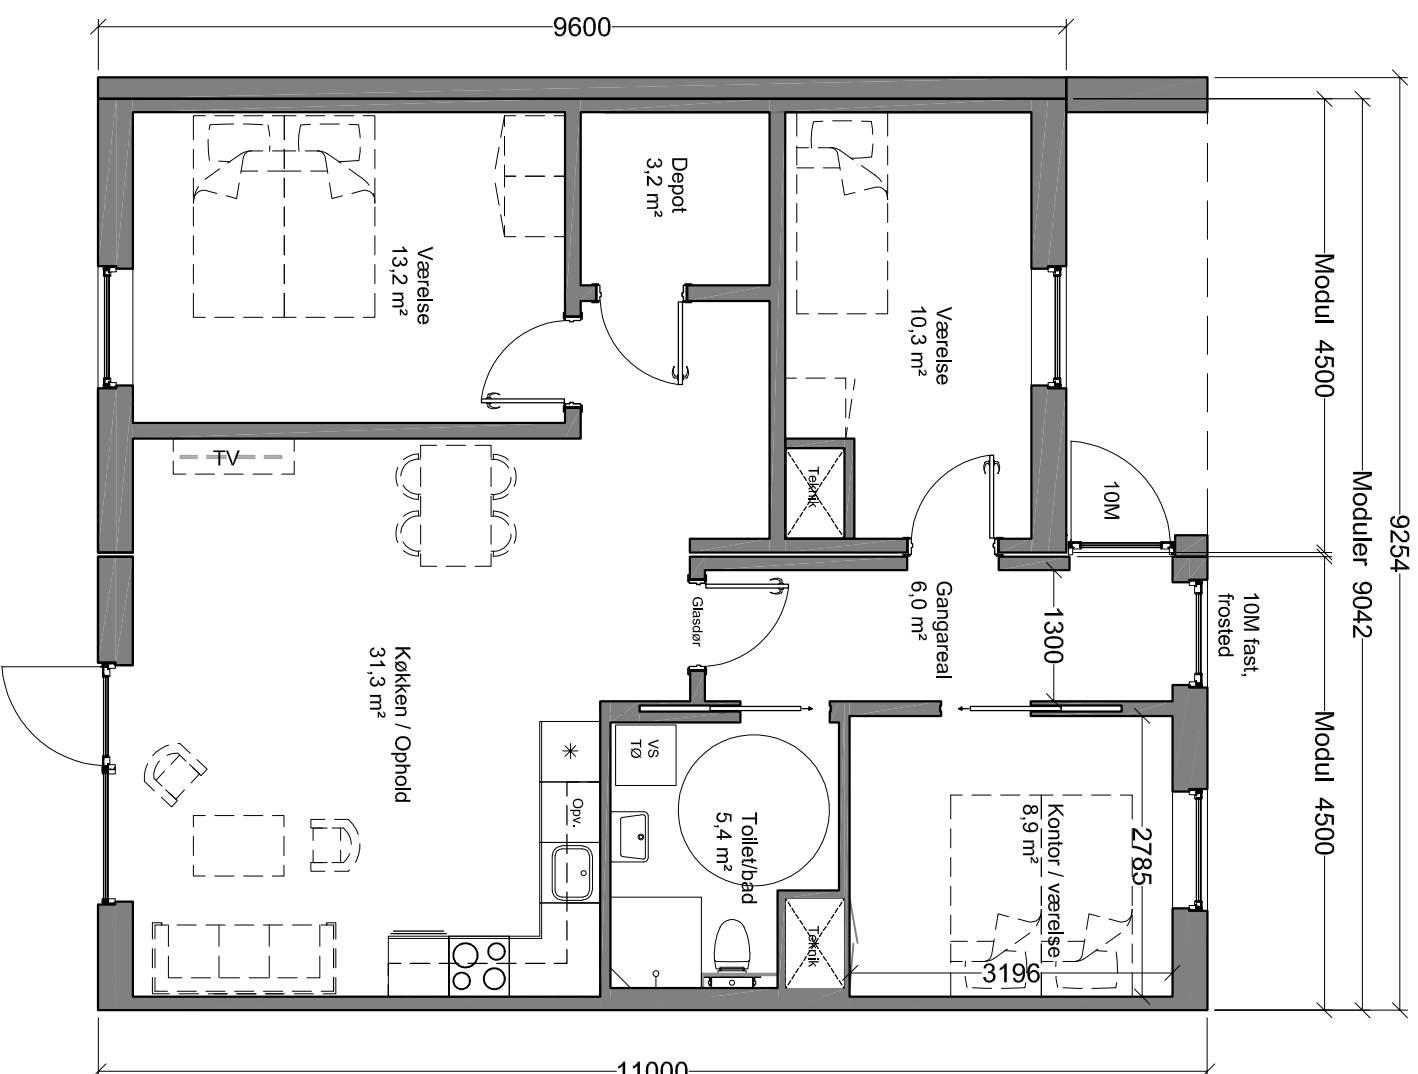 9600
Værelse
13,2 m²
Depot
3,2 m²
Værelse
10,3 m²
Modul 4500
Moduler 9042
9254
TV
Teknik
10M
Glasdør
Gangareal
6,0 m²
1300
10M fast,
frosted
Køkken / Ophold
31,3 m²
VS
TØ
Opv.
Toilet/bad
5,4 m²
Teknik
Kontor / værelse
8,9 m²
2785
3196
Modul 4500
11000